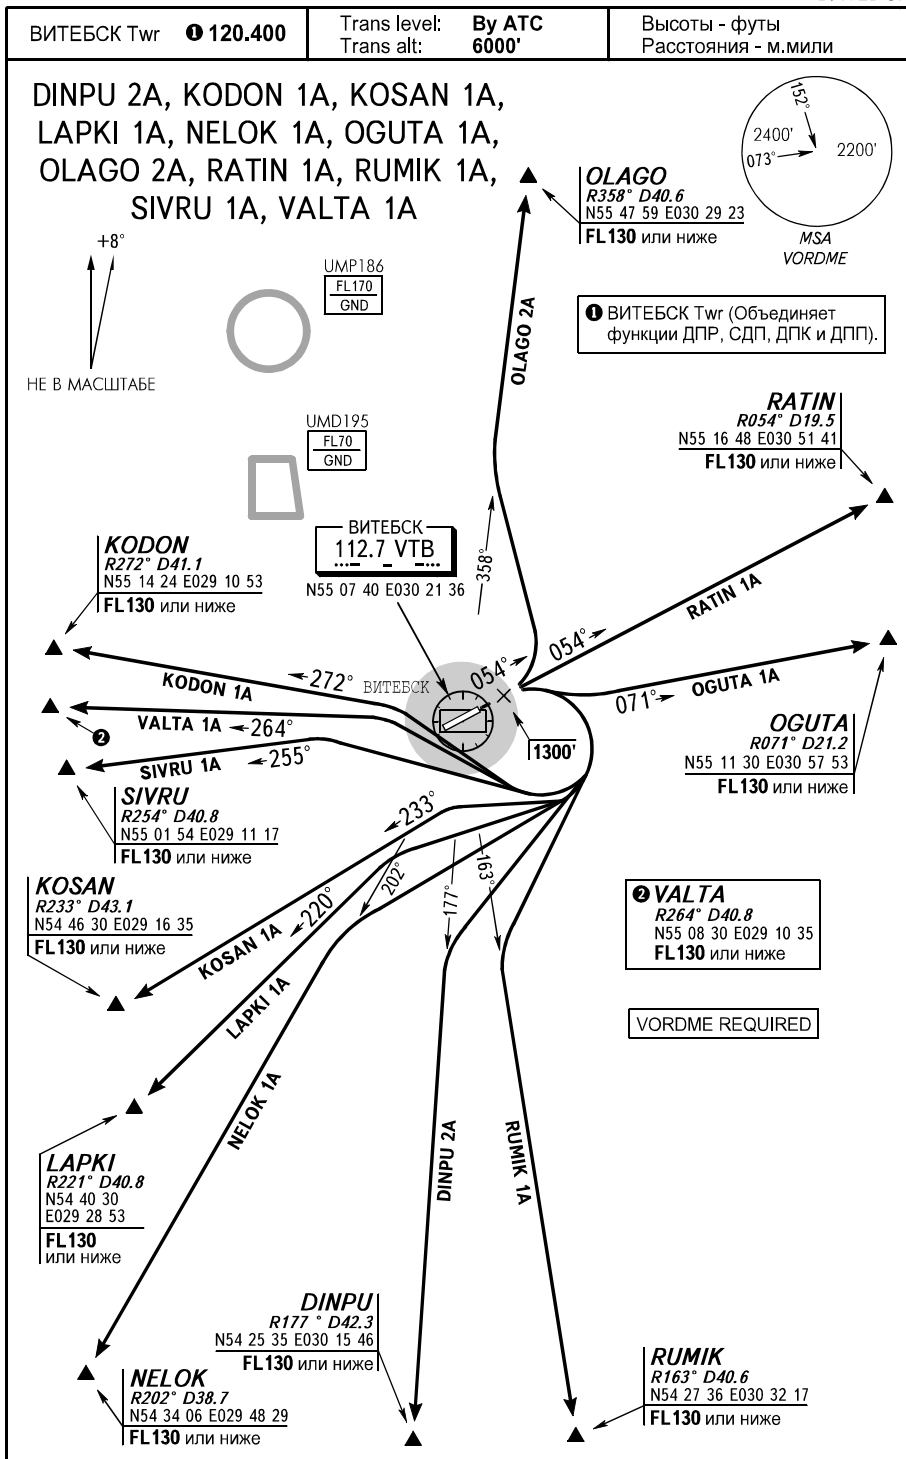 ВИТЕБСК Twr ❶ 120.400
Trans level: By ATC
Trans alt: 6000'
Высоты - футы
Расстояния - м.мили
DINPU 2A, KODON 1A, KOSAN 1A,
LAPKI 1A, NELOK 1A, OGUTA 1A,
OLAGO 2A, RATIN 1A, RUMIK 1A,
SIVRU 1A, VALTA 1A
152°
2400'
073°
2200'
MSA
VORDME
OLAGO
R358° D40.6
N55 47 59 E030 29 23
FL130 или ниже
+8°
НЕ В МАСШТАБЕ
UMP186
FL170
GND
❶ ВИТЕБСК Twr (Объединяет
функции ДПР, СДП, ДПК и ДПП).
OLAGO 2A
UMD195
FL70
GND
RATIN
R054° D19.5
N55 16 48 E030 51 41
FL130 или ниже
ВИТЕБСК
112.7 VTB
N55 07 40 E030 21 36
358°
KODON
R272° D41.1
N55 14 24 E029 10 53
FL130 или ниже
RATIN 1A
054°
054°
KODON 1A
272°
ВИТЕБСК
071°
OGUTA 1A
VALTA 1A
264°
❷
1300'
SIVRU 1A
255°
OGUTA
R071° D21.2
N55 11 30 E030 57 53
FL130 или ниже
SIVRU
R254° D40.8
N55 01 54 E029 11 17
FL130 или ниже
233°
202°
177°
163°
220°
KOSAN
R233° D43.1
N54 46 30 E029 16 35
FL130 или ниже
KOSAN 1A
❷ VALTA
R264° D40.8
N55 08 30 E029 10 35
FL130 или ниже
LAPKI 1A
VORDME REQUIRED
NELOK 1A
DINPU 2A
RUMIK 1A
LAPKI
R221° D40.8
N54 40 30
E029 28 53
FL130
или ниже
DINPU
R177 ° D42.3
N54 25 35 E030 15 46
FL130 или ниже
NELOK
R202° D38.7
N54 34 06 E029 48 29
FL130 или ниже
RUMIK
R163° D40.6
N54 27 36 E030 32 17
FL130 или ниже